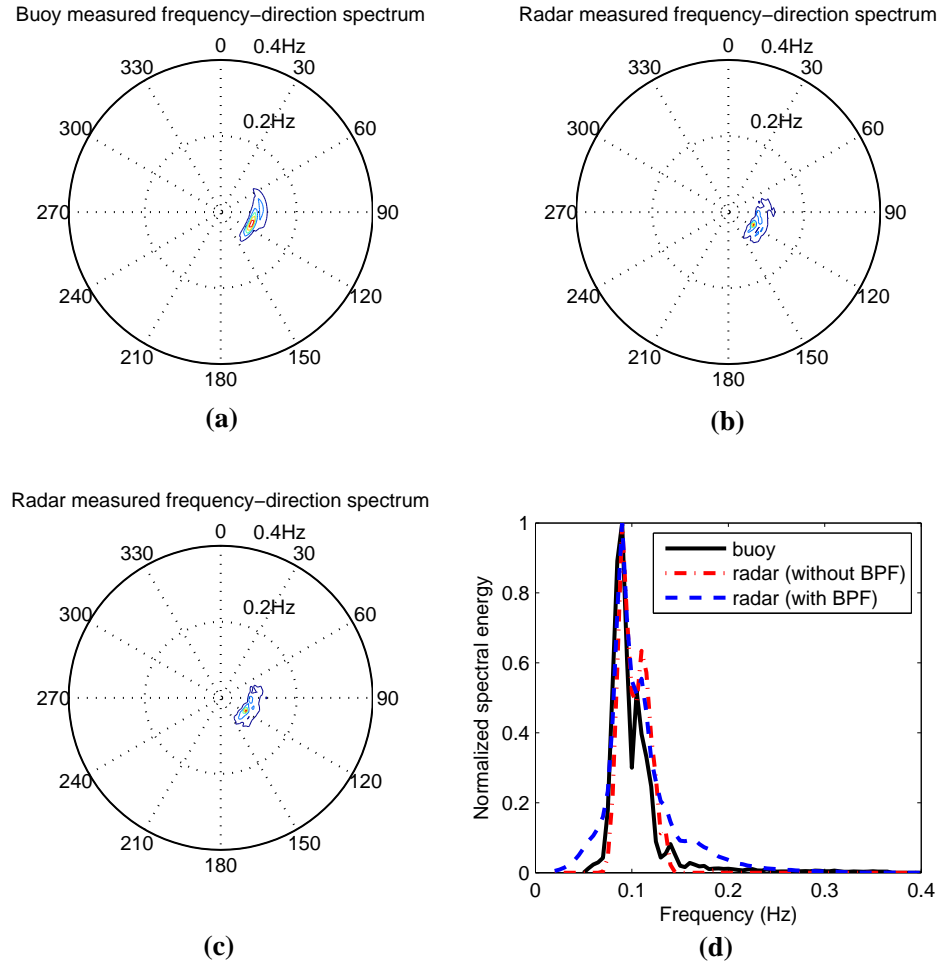 Buoy measured frequency−direction spectrum
0
0.4Hz
330
30
300
60
0.2Hz
270
90
240
120
210
150
180
(a)
Radar measured frequency−direction spectrum
0
0.4Hz
330
30
300
60
0.2Hz
270
90
240
120
210
150
180
(b)
Radar measured frequency−direction spectrum
0
0.4Hz
330
30
300
60
0.2Hz
270
90
240
120
210
150
180
(c)
1
0.8
0.6
0.4
0.2
0
Normalized spectral energy
buoy
radar (without BPF)
radar (with BPF)
0
0.1
0.2
0.3
0.4
Frequency (Hz)
(d)